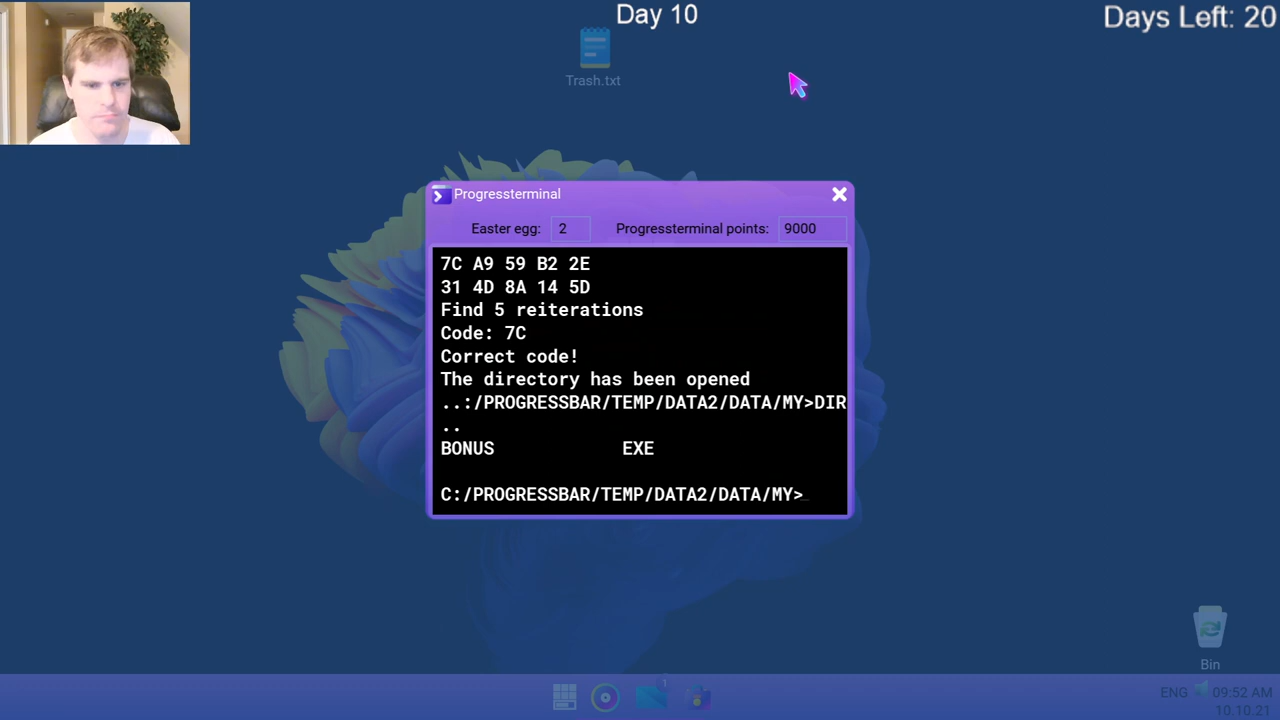 Day 10
Days Left: 20
Trash.txt
Progressterminal
Easter egg: 2 Progressterminal points: 9000
7C A9 59 B2 2E
31 4D 8A 14 5D
Find 5 reiterations
Code: 7C
Correct code!
The directory has been opened
..:/PROGRESSBAR/TEMP/DATA2/DATA/MY>DIR
..
BONUS EXE
C:/PROGRESSBAR/TEMP/DATA2/DATA/MY>_
Bin
1
ENG 09:52 AM
10.10.21